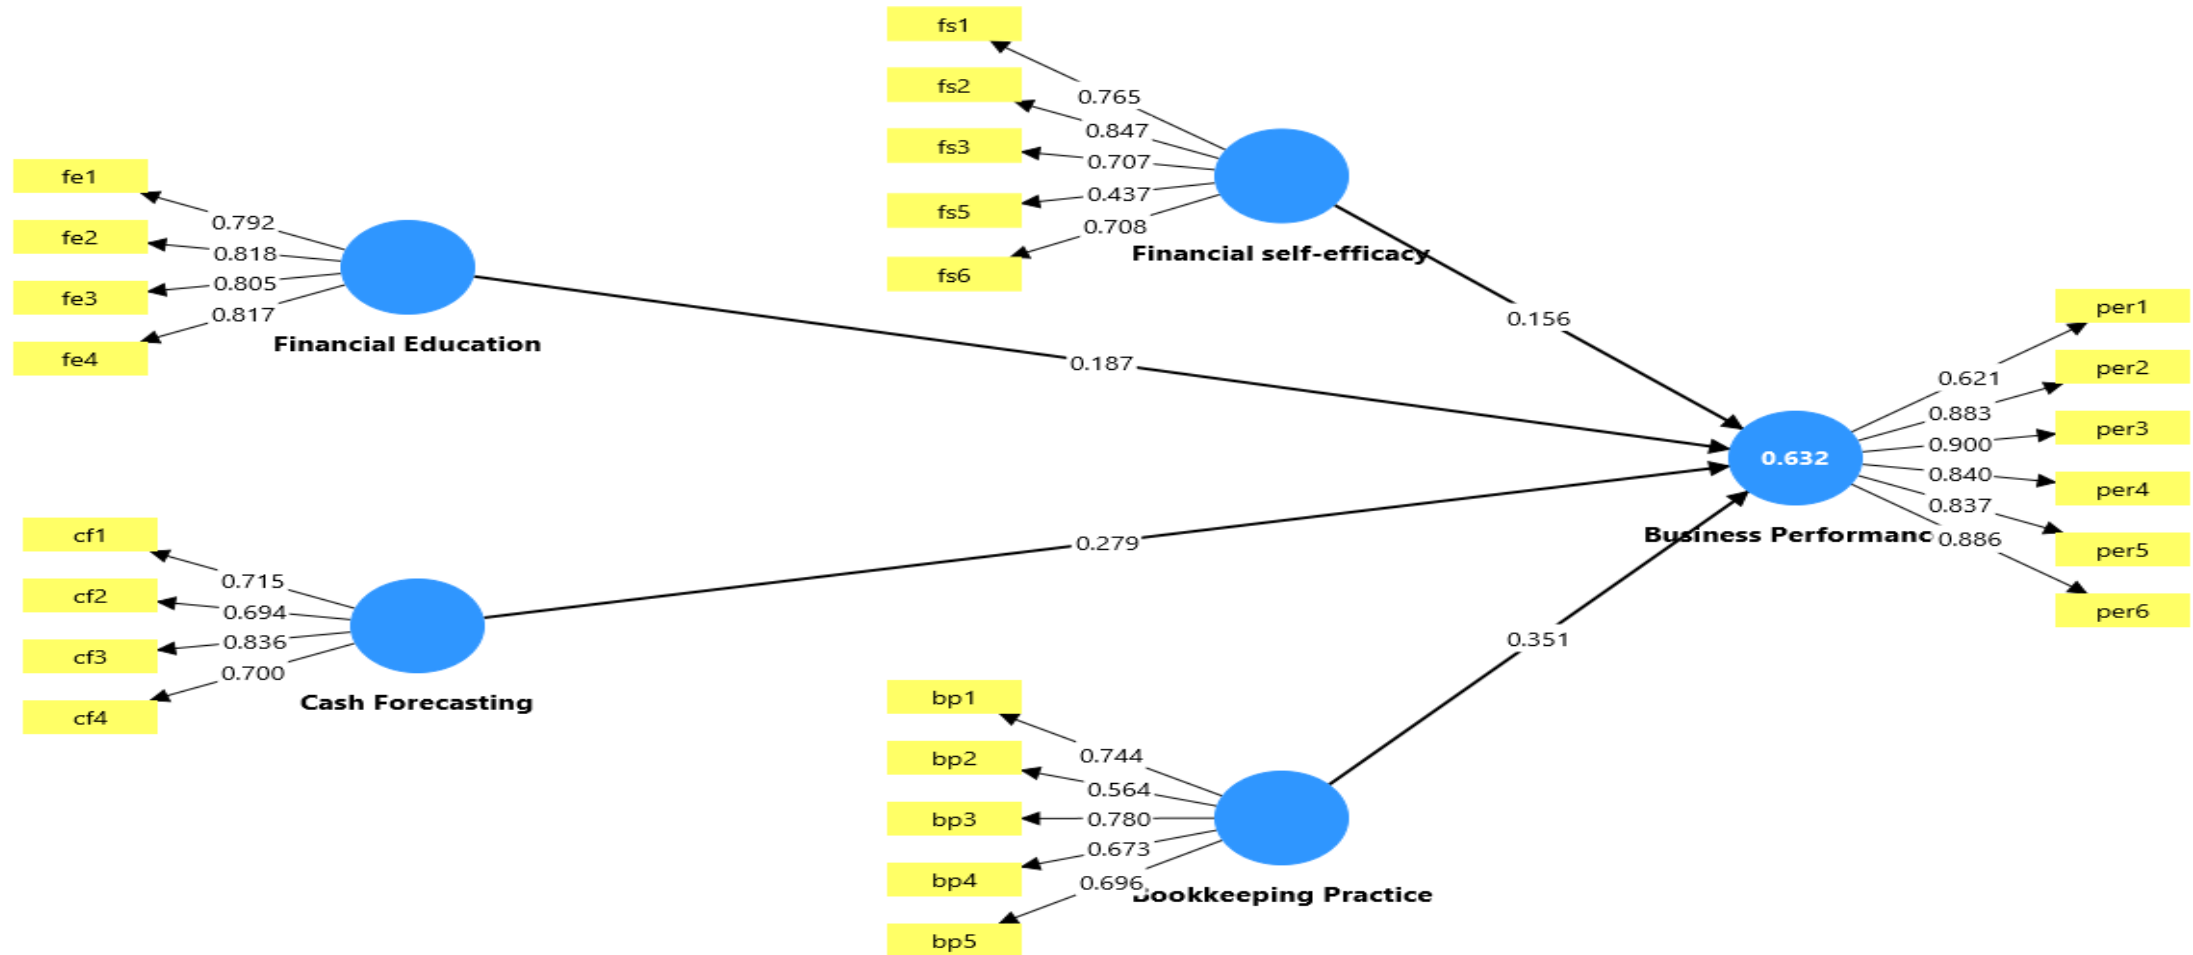 fs1
fs2
fs3
fs5
fs6
0.765
0.847
0.707
0.437
0.708
Financial self-efficacy
fe1
fe2
fe3
fe4
0.792
0.818
0.805
0.817
Financial Education
0.156
0.187
0.279
0.351
0.632
Business Performanc
per1
per2
per3
per4
per5
per6
0.621
0.883
0.900
0.840
0.837
0.886
cf1
cf2
cf3
cf4
0.715
0.694
0.836
0.700
Cash Forecasting
bp1
bp2
bp3
bp4
bp5
0.744
0.564
0.780
0.673
0.696
Bookkeeping Practice